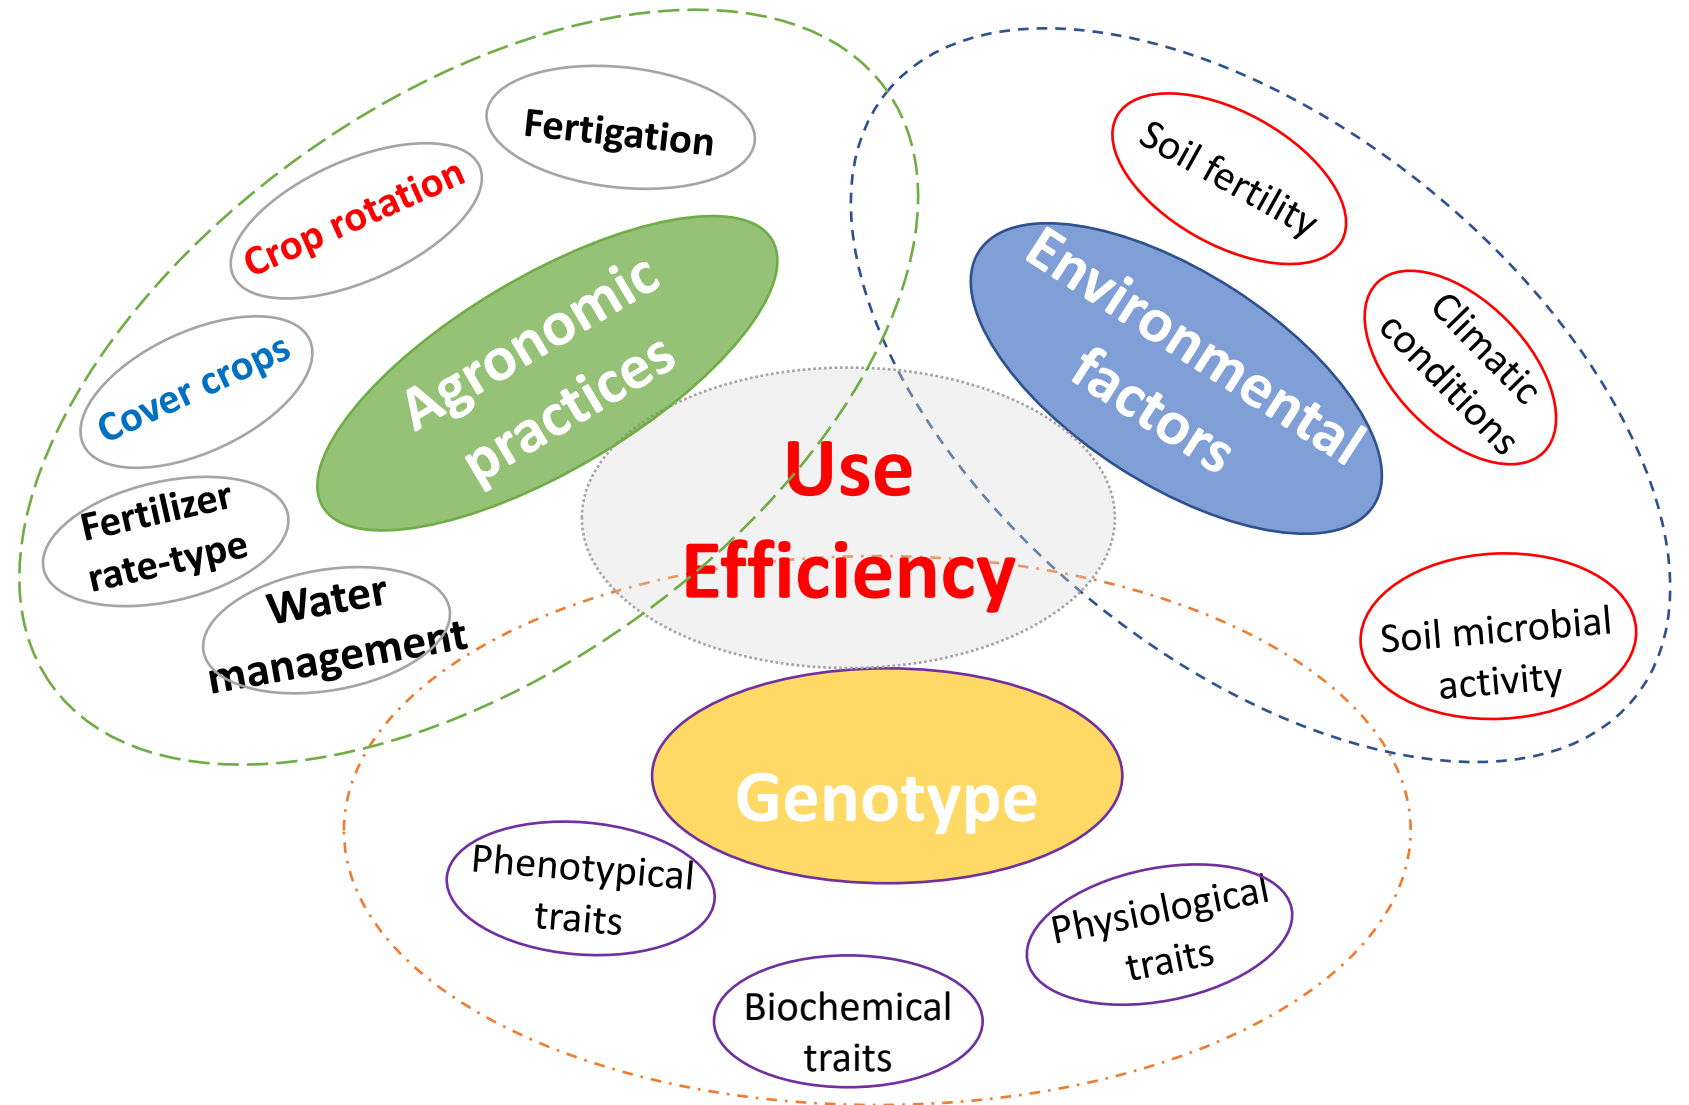 Fertigation
Crop rotation
Cover crops
Fertilizer
rate-type
Water
management
Agronomic
practices
Soil fertility
Climatic
conditions
Soil microbial
activity
Environmental
factors
Use
Efficiency
Genotype
Phenotypical
traits
Biochemical
traits
Physiological
traits